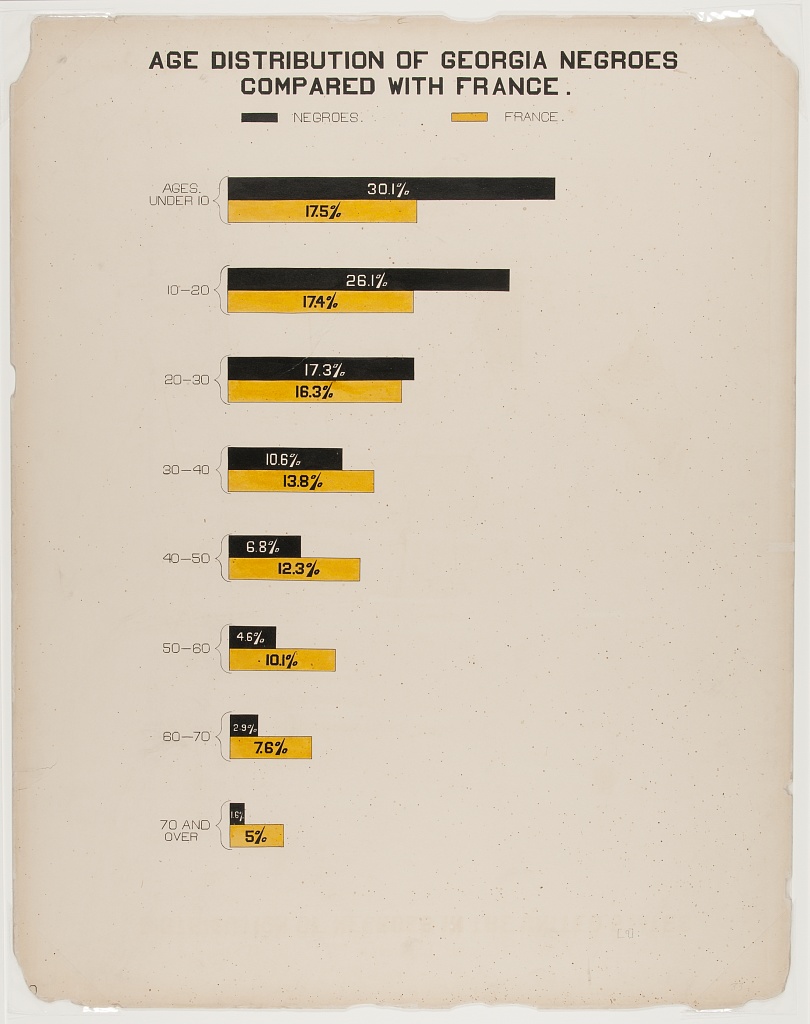 AGE DISTRIBUTION OF GEORGIA NEGROES
COMPARED WITH FRANCE.
NEGROES.
FRANCE.
AGES.
UNDER 10
30.1%
17.5%
10—20
26.1%
17.4%
20—30
17.3%
16.3%
30—40
10.6%
13.8%
40—50
6.8%
12.3%
50—60
4.6%
10.1%
60—70
2.9%
7.6%
70 AND
OVER
1.6%
5%